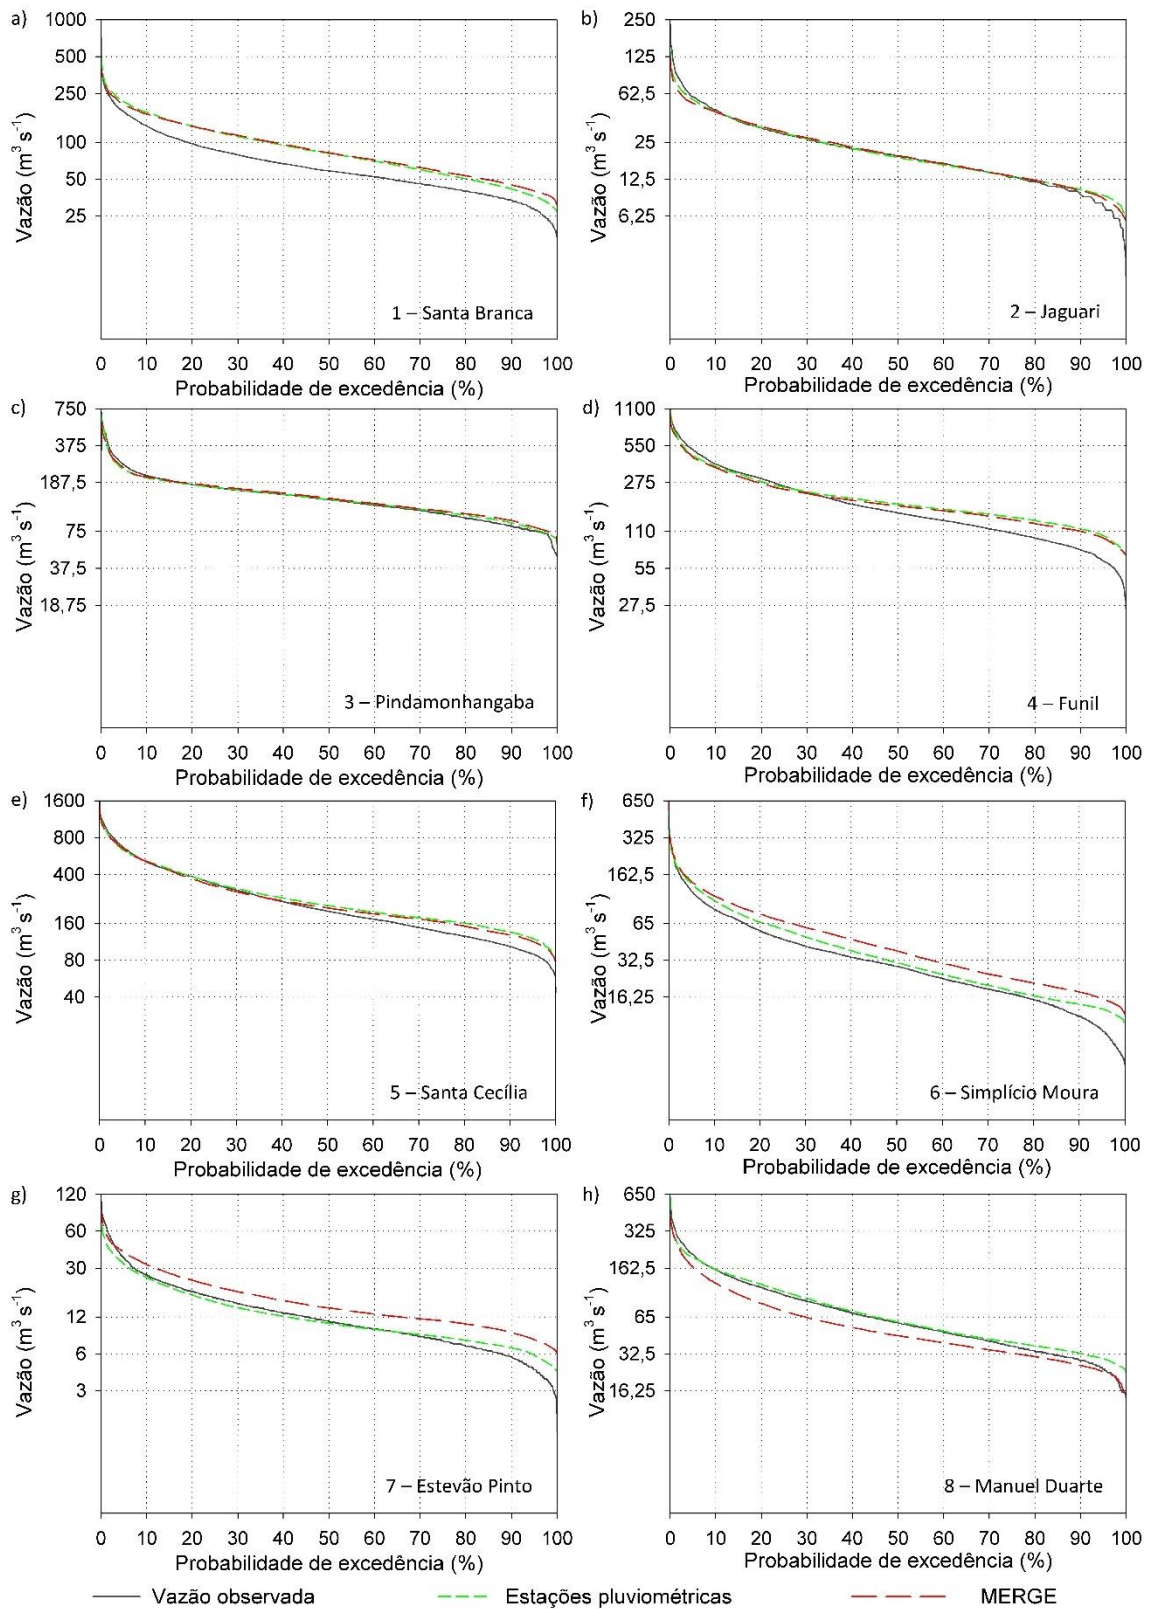 a)
1000
500
250
100
50
25
Vazão (m³ s⁻¹)
1 – Santa Branca
0 10 20 30 40 50 60 70 80 90 100
Probabilidade de excedência (%)
b)
250
125
62,5
25
12,5
6,25
Vazão (m³ s⁻¹)
2 – Jaguari
0 10 20 30 40 50 60 70 80 90 100
Probabilidade de excedência (%)
c)
750
375
187,5
75
37,5
18,75
Vazão (m³ s⁻¹)
3 – Pindamonhangaba
0 10 20 30 40 50 60 70 80 90 100
Probabilidade de excedência (%)
d)
1100
550
275
110
55
27,5
Vazão (m³ s⁻¹)
4 – Funil
0 10 20 30 40 50 60 70 80 90 100
Probabilidade de excedência (%)
e)
1600
800
400
160
80
40
Vazão (m³ s⁻¹)
5 – Santa Cecília
0 10 20 30 40 50 60 70 80 90 100
Probabilidade de excedência (%)
f)
650
325
162,5
65
32,5
16,25
Vazão (m³ s⁻¹)
6 – Simplício Moura
0 10 20 30 40 50 60 70 80 90 100
Probabilidade de excedência (%)
g)
120
60
30
12
6
3
Vazão (m³ s⁻¹)
7 – Estevão Pinto
0 10 20 30 40 50 60 70 80 90 100
Probabilidade de excedência (%)
h)
650
325
162,5
65
32,5
16,25
Vazão (m³ s⁻¹)
8 – Manuel Duarte
0 10 20 30 40 50 60 70 80 90 100
Probabilidade de excedência (%)
Vazão observada Estações pluviométricas MERGE